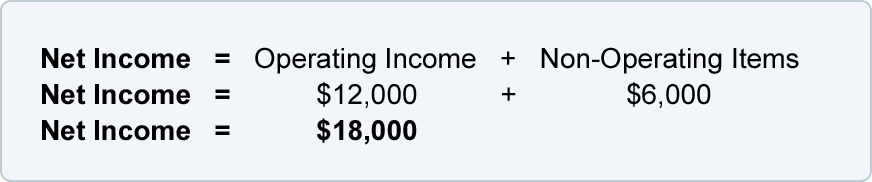 Net Income = Operating Income + Non-Operating Items
Net Income = $12,000 + $6,000
Net Income = $18,000